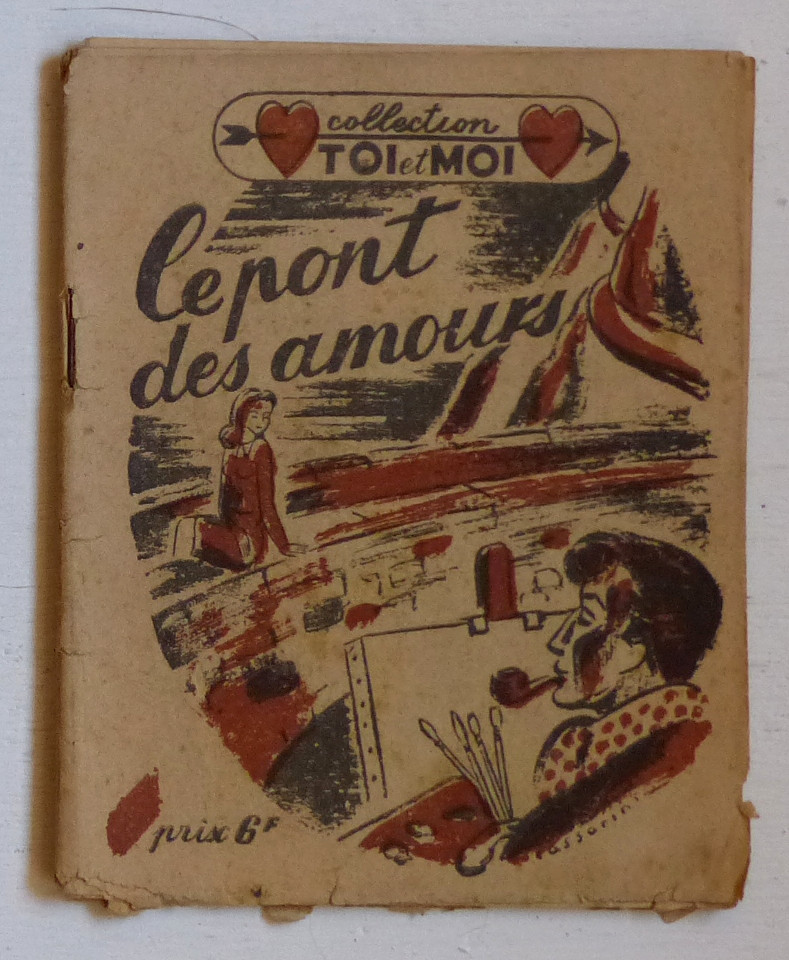 collection
TOI et MOI
le pont
des amours
prix 6F